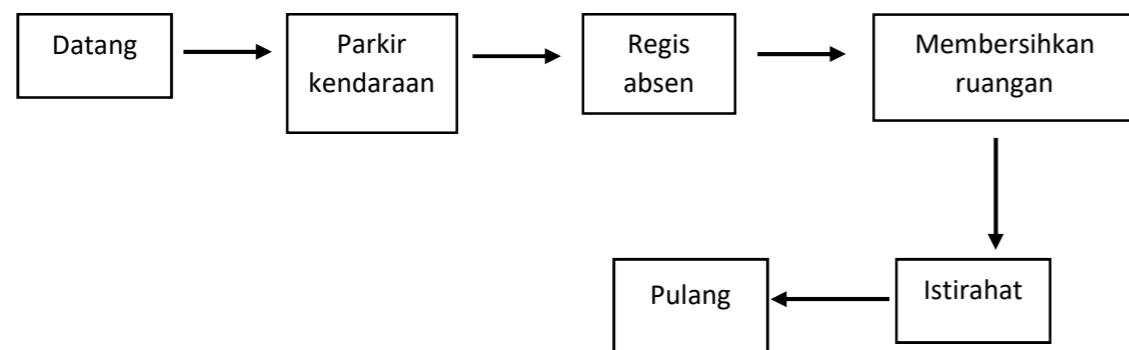 Datang
Parkir
kendaraan
Regis
absen
Membersihkan
ruangan
Istirahat
Pulang